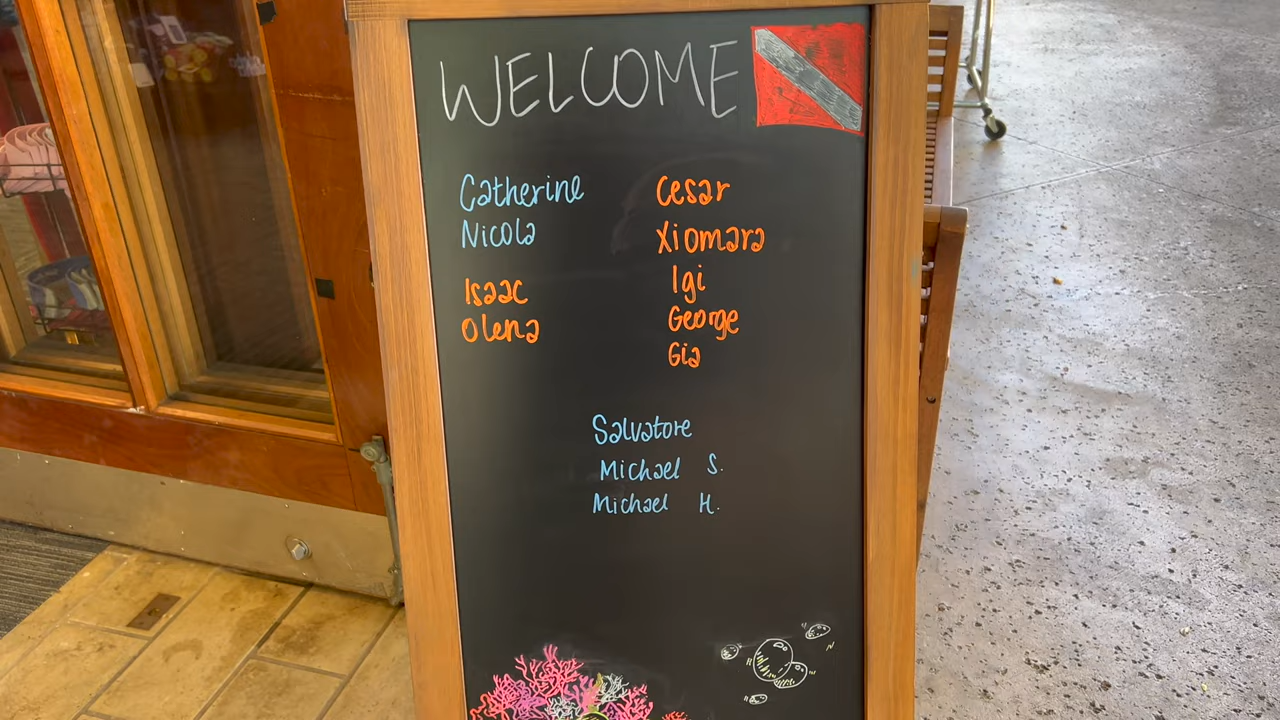 WELCOME
Catherine
Nicola
Isaac
Olena
Cesar
Xiomara
Igi
George
Gia
Salvatore
Michael S.
Michael H.